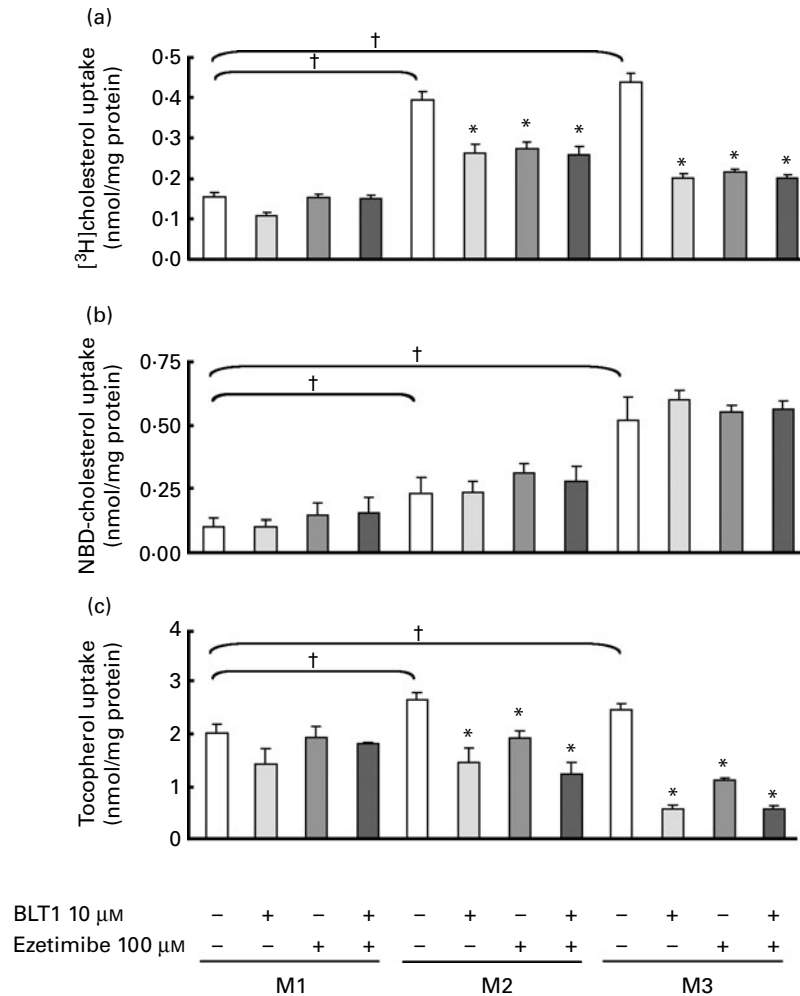 (a)
[³H]cholesterol uptake
(nmol/mg protein)
0·5
0·4
0·3
0·2
0·1
0·0
†
†
* * *
* * *
(b)
NBD-cholesterol uptake
(nmol/mg protein)
0·75
0·50
0·25
0·00
†
†
(c)
Tocopherol uptake
(nmol/mg protein)
4
3
2
1
0
†
†
* * *
* * *
BLT1 10 μM – + – + – + – + – + – +
Ezetimibe 100 μM – – + + – – + + – – + +
M1 M2 M3